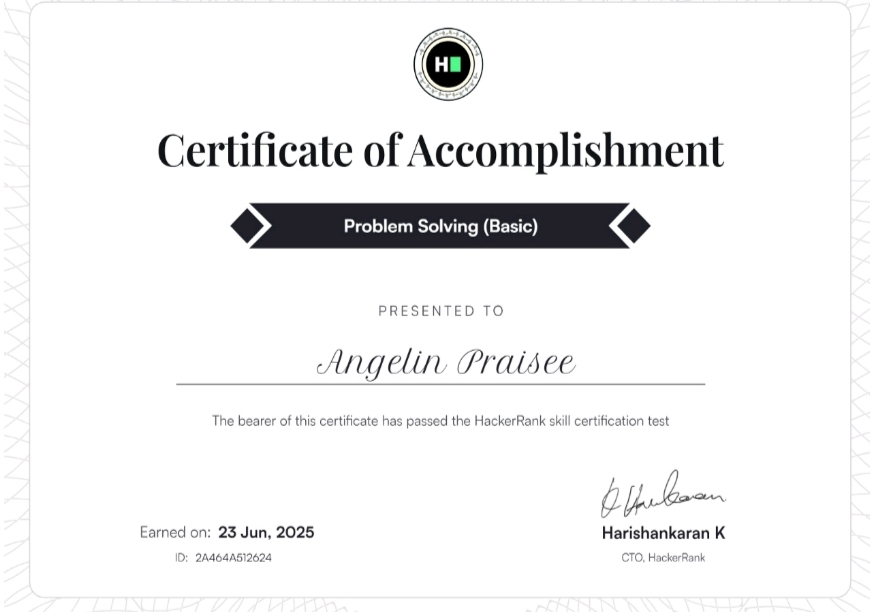 H
Certificate of Accomplishment
Problem Solving (Basic)
PRESENTED TO
Angelin Praisee
The bearer of this certificate has passed the HackerRank skill certification test
Earned on: 23 Jun, 2025
ID: 2A464A512624
Harishankaran K
CTO, HackerRank